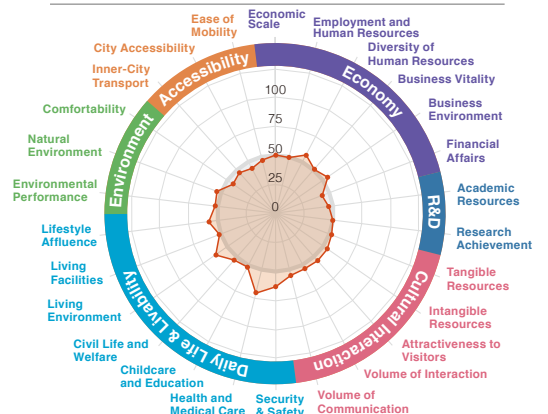 Economic
Scale
Employment and
Human Resources
Diversity of
Human Resources
Business Vitality
Business
Environment
Financial
Affairs
Academic
Resources
Research
Achievement
Tangible
Resources
Intangible
Resources
Attractiveness to
Visitors
Volume of Interaction
Volume of
Communication
Security
& Safety
Health and
Medical Care
Childcare
and Education
Civil Life and
Welfare
Living
Environment
Living
Facilities
Lifestyle
Affluence
Environmental
Performance
Natural
Environment
Comfortability
Inner-City
Transport
City Accessibility
Ease of
Mobility
Economy
R&D
Cultural Interaction
Daily Life & Livability
Environment
Accessibility
100
75
50
25
0